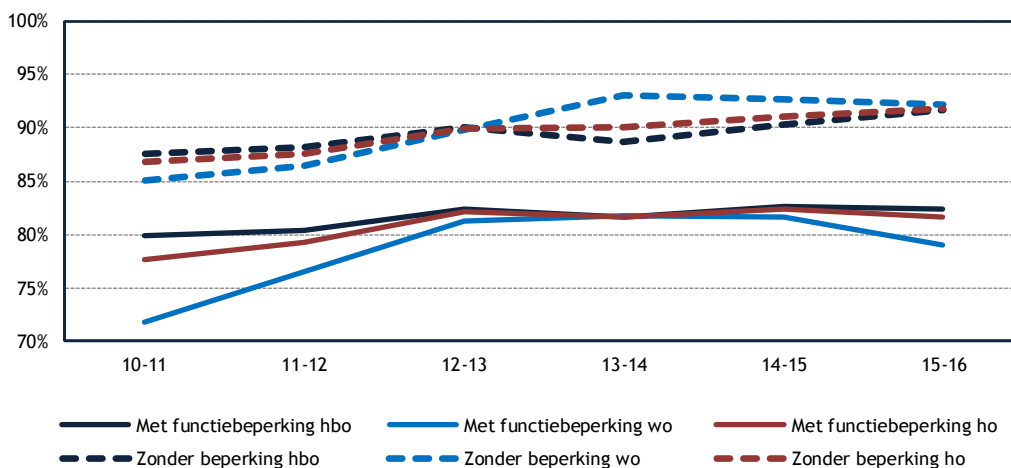 100%
95%
90%
85%
80%
75%
70%
10-11 11-12 12-13 13-14 14-15 15-16
Met functiebeperking hbo Met functiebeperking wo Met functiebeperking ho
Zonder beperking hbo Zonder beperking wo Zonder beperking ho